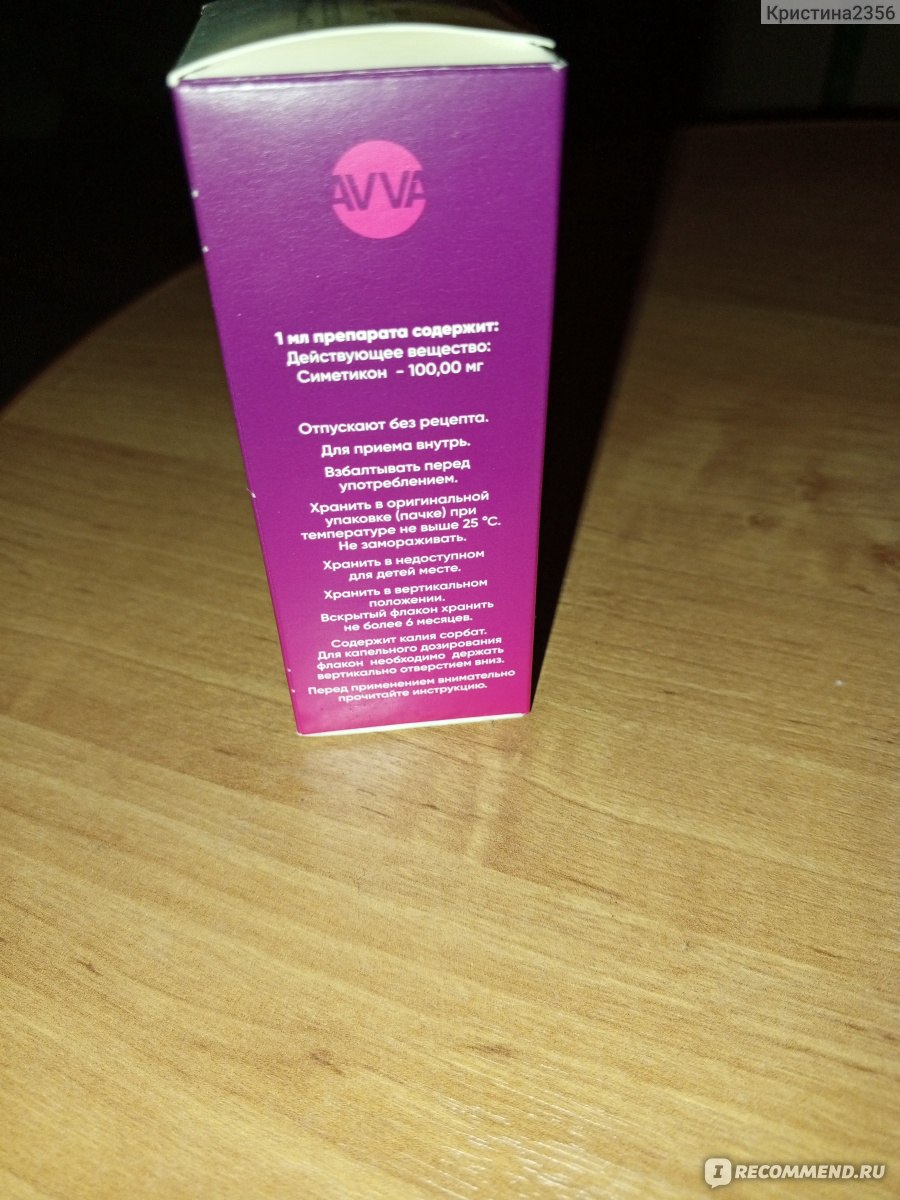 Кристина2356
AVVA
1 мл препарата содержит:
Действующее вещество:
Симетикон - 100,00 мг
Отпускают без рецепта.
Для приема внутрь.
Взбалтывать перед
употреблением.
Хранить в оригинальной
упаковке (пачке) при
температуре не выше 25 °С.
Не замораживать.
Хранить в недоступном
для детей месте.
Хранить в вертикальном
положении.
Вскрытый флакон хранить
не более 6 месяцев.
Содержит калия сорбат.
Для капельного дозирования
флакон необходимо держать
вертикально отверстием вниз.
Перед применением внимательно
прочитайте инструкцию.
I RECOMMEND.RU